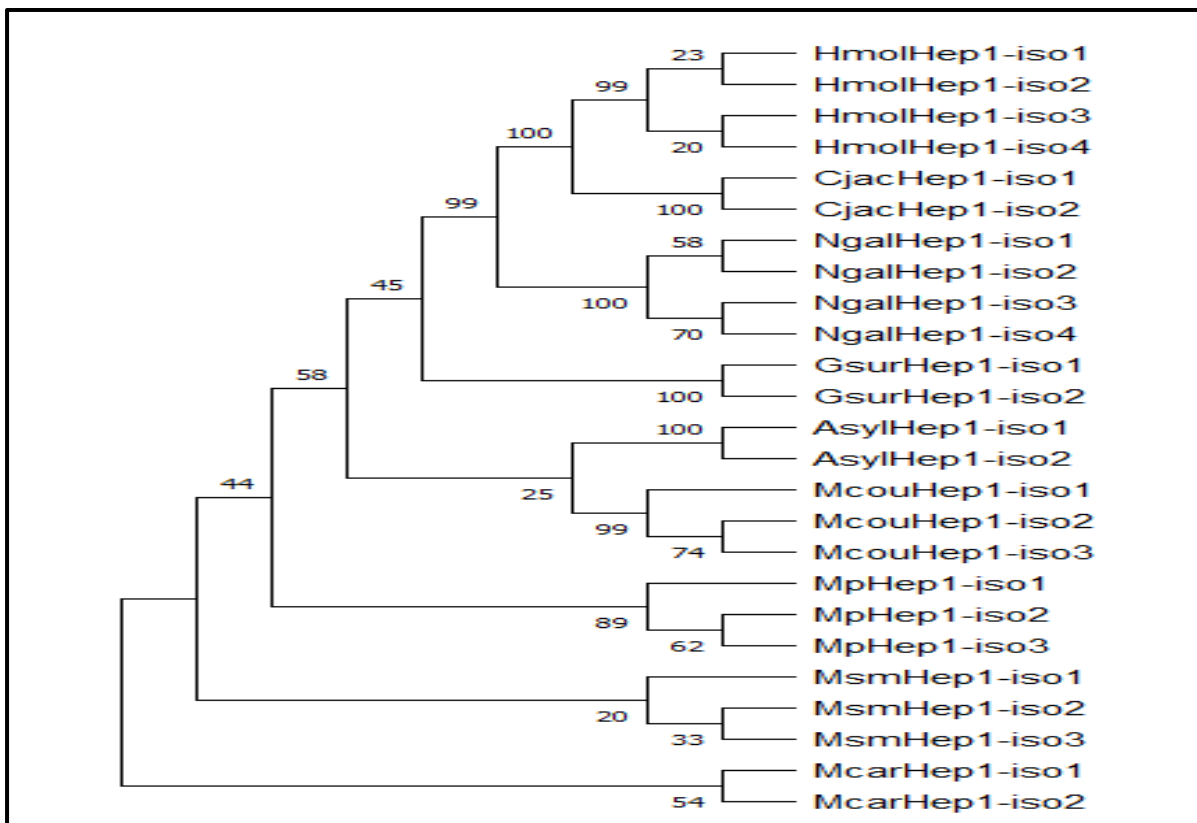 23
HmolHep1-iso1
HmolHep1-iso2
99
HmolHep1-iso3
100
20
HmolHep1-iso4
CjacHep1-iso1
99
100
CjacHep1-iso2
58
NgalHep1-iso1
NgalHep1-iso2
45
100
NgalHep1-iso3
70
NgalHep1-iso4
58
GsurHep1-iso1
100
GsurHep1-iso2
100
AsylHep1-iso1
AsylHep1-iso2
44
25
McouHep1-iso1
99
McouHep1-iso2
74
McouHep1-iso3
MpHep1-iso1
89
MpHep1-iso2
62
MpHep1-iso3
MsmHep1-iso1
20
MsmHep1-iso2
33
MsmHep1-iso3
McarHep1-iso1
54
McarHep1-iso2